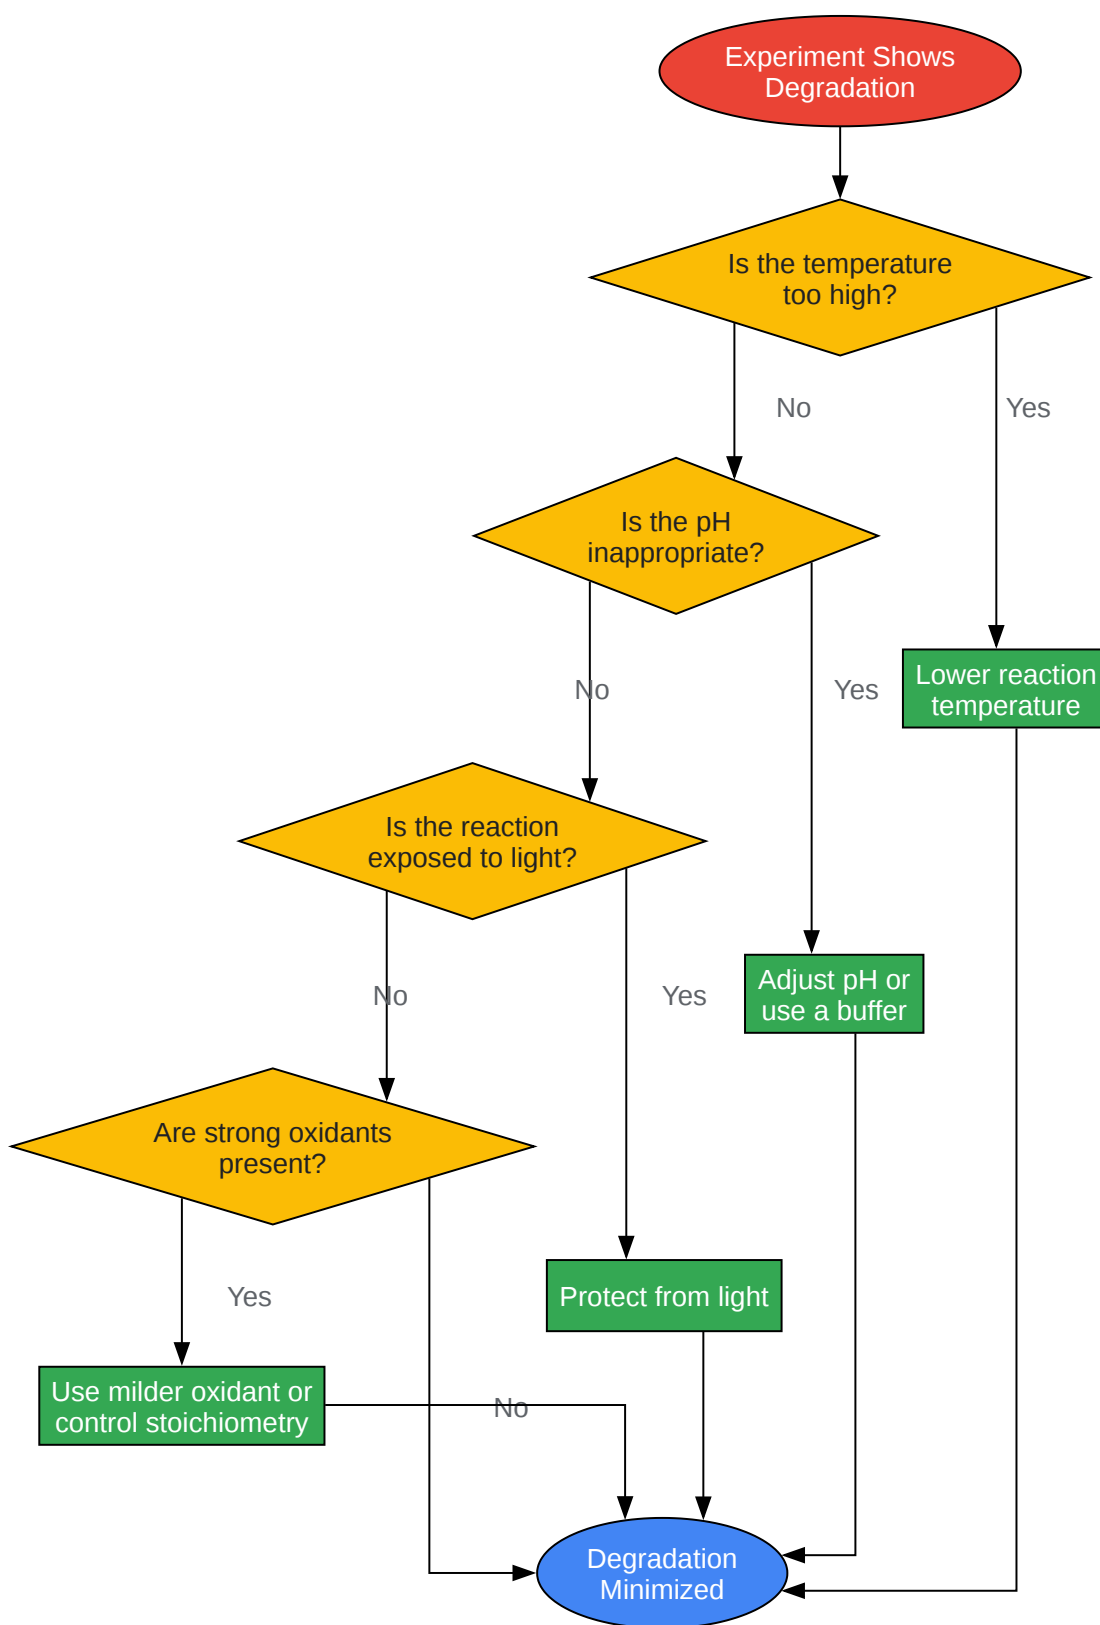 Experiment Shows
Degradation
Is the temperature
too high?
No
Yes
Is the pH
inappropriate?
No
Yes
Lower reaction
temperature
Is the reaction
exposed to light?
No
Yes
Adjust pH or
use a buffer
Are strong oxidants
present?
Yes
Protect from light
Use milder oxidant or
control stoichiometry
No
Degradation
Minimized